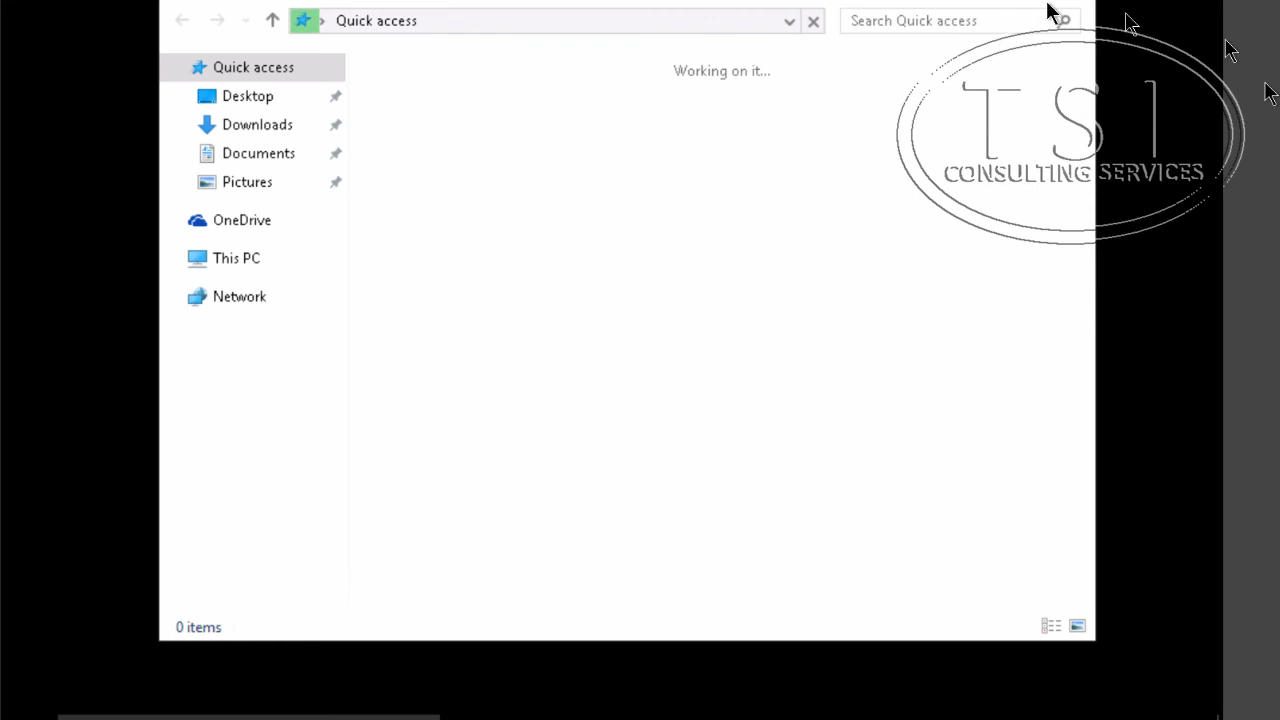 Quick access
Search Quick access
Quick access
Working on it...
Desktop
Downloads
Documents
Pictures
OneDrive
This PC
Network
0 items
TSI
CONSULTING SERVICES